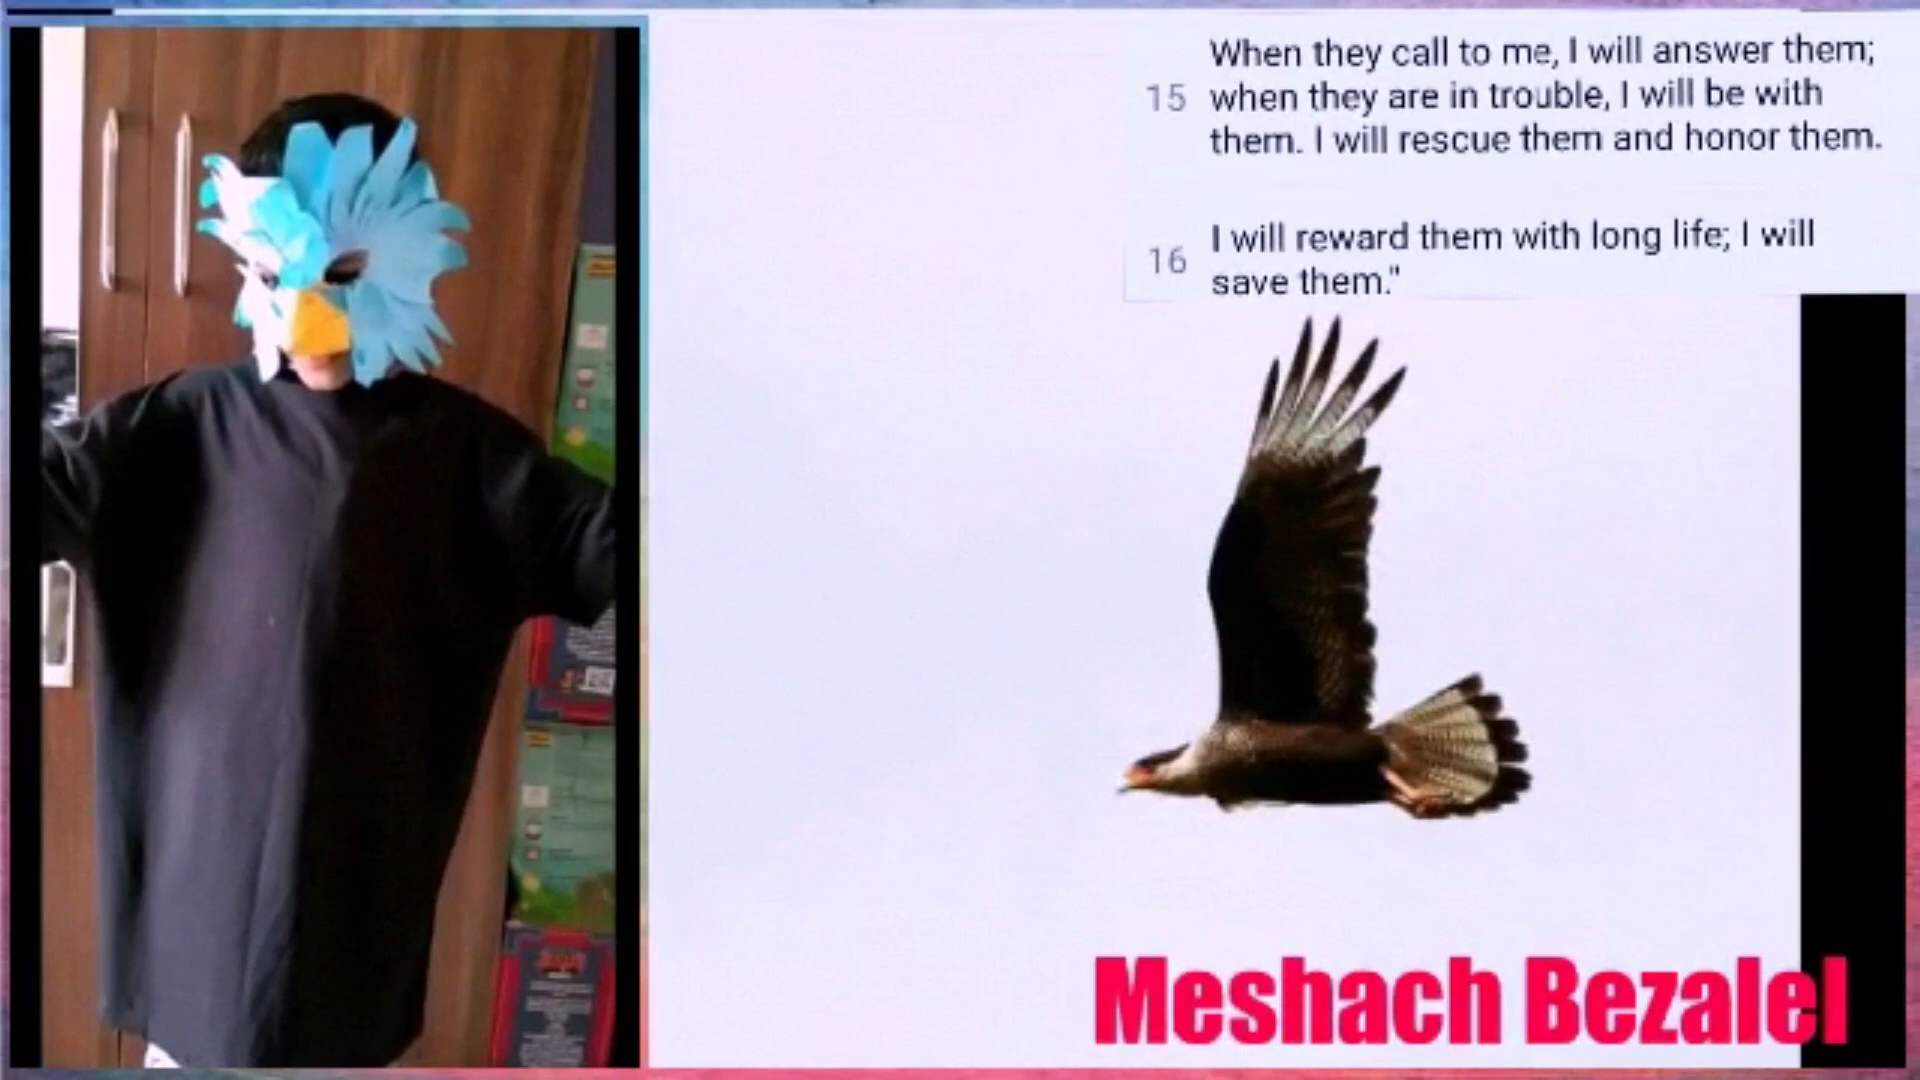 When they call to me, I will answer them;
15 when they are in trouble, I will be with
them. I will rescue them and honor them.
I will reward them with long life; I will
16 save them."
Meshach Bezalel